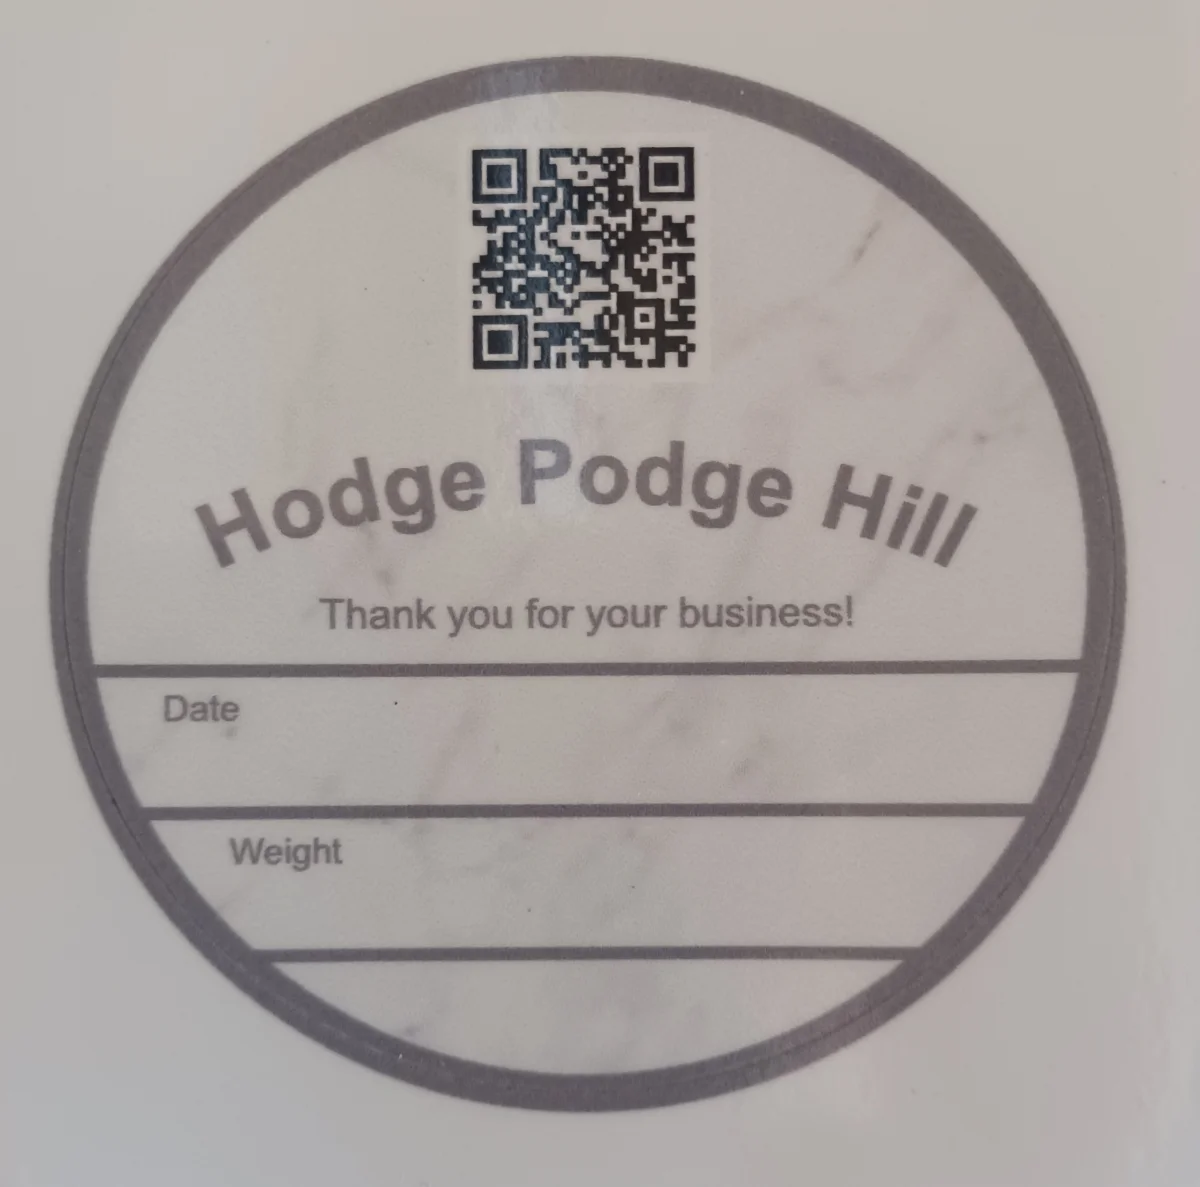 Hodge Podge Hill
Thank you for your business!
Date
Weight